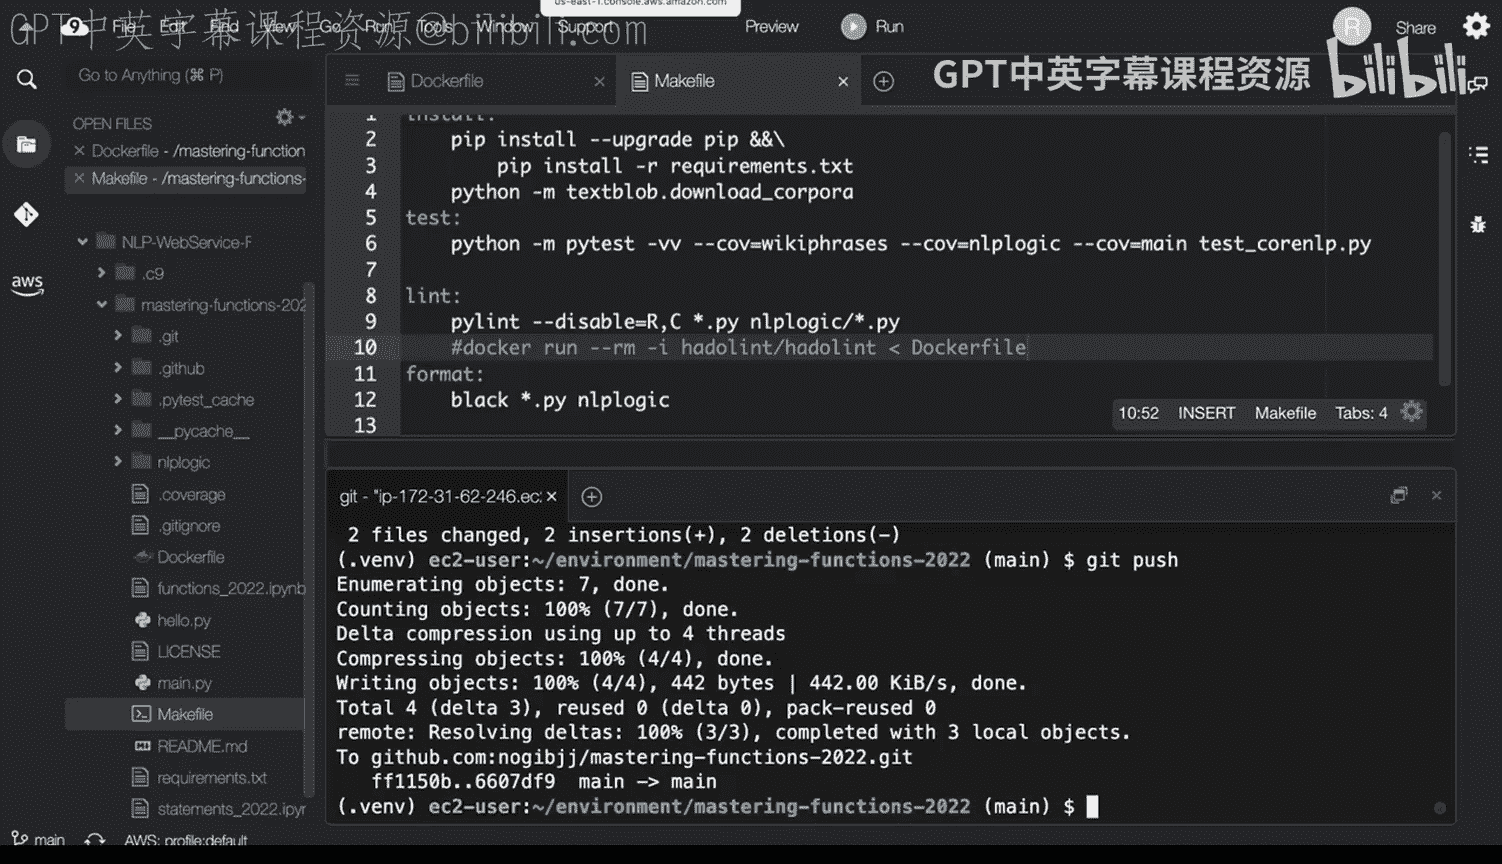 us-east-1.console.aws.amazon.com
GPT中英字幕课程资源@bilibili.com
9 File Edit Find View Go Run Tools Window Support Preview Run
R Share
GPT中英字幕课程资源 bilibili
Go to Anything (⌘ P)
Dockerfile × Makefile ×
OPEN FILES
× Dockerfile - /mastering-function
× Makefile - /mastering-functions-
NLP-WebService-F
.c9
mastering-functions-202
.git
.github
.pytest_cache
__pycache__
nlplogic
.coverage
.gitignore
Dockerfile
functions_2022.ipynb
hello.py
LICENSE
main.py
Makefile
README.md
requirements.txt
statements_2022.ipyr
aws
1 install:
2 pip install --upgrade pip &&\
3 pip install -r requirements.txt
4 python -m textblob.download_corpora
5 test:
6 python -m pytest -vv --cov=wikiphrases --cov=nlplogic --cov=main test_corenlp.py
7
8 lint:
9 pylint --disable=R,C *.py nlplogic/*.py
10 #docker run --rm -i hadolint/hadolint < Dockerfile
11 format:
12 black *.py nlplogic
13
10:52 INSERT Makefile Tabs: 4
git - "ip-172-31-62-246.ec: ×
2 files changed, 2 insertions(+), 2 deletions(-)
(.venv) ec2-user:~/environment/mastering-functions-2022 (main) $ git push
Enumerating objects: 7, done.
Counting objects: 100% (7/7), done.
Delta compression using up to 4 threads
Compressing objects: 100% (4/4), done.
Writing objects: 100% (4/4), 442 bytes | 442.00 KiB/s, done.
Total 4 (delta 3), reused 0 (delta 0), pack-reused 0
remote: Resolving deltas: 100% (3/3), completed with 3 local objects.
To github.com:nogibjj/mastering-functions-2022.git
ff1150b..6607df9 main -> main
(.venv) ec2-user:~/environment/mastering-functions-2022 (main) $
main AWS: profile:default